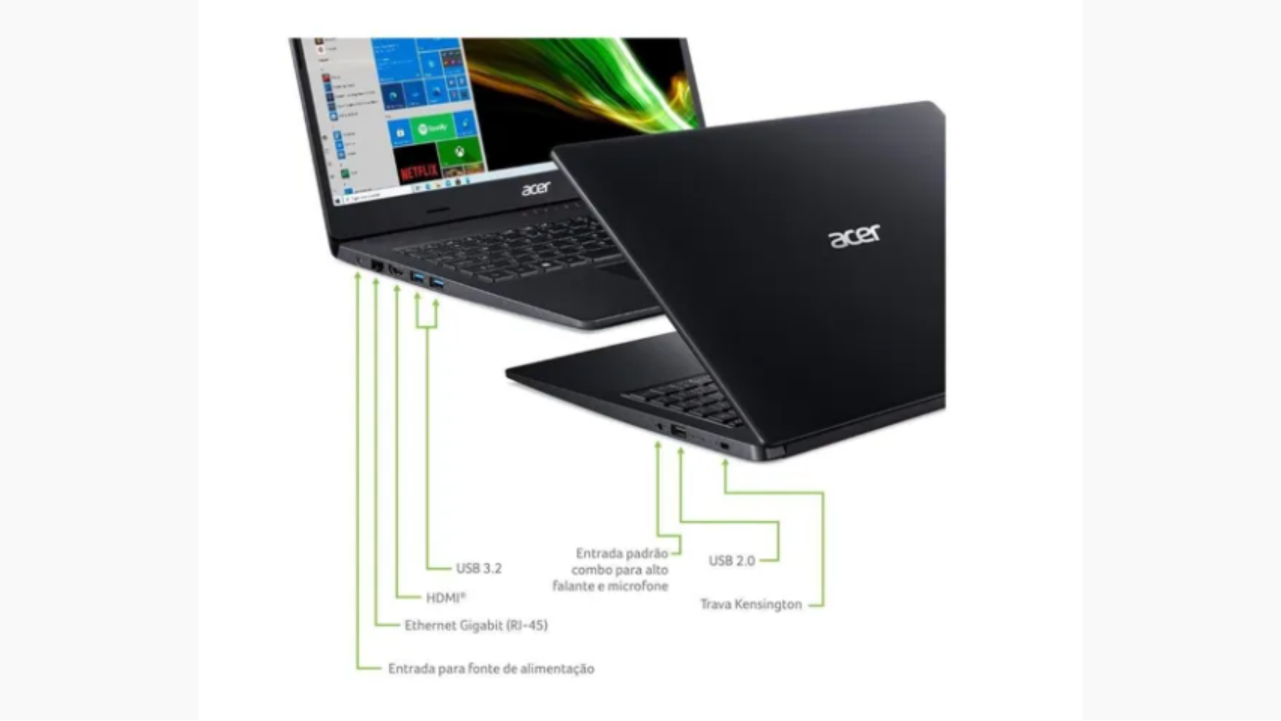 Spotify
NETFLIX
acer
acer
USB 3.2
HDMI®
Ethernet Gigabit (RJ-45)
Entrada para fonte de alimentação
Entrada padrão
combo para alto
falante e microfone
USB 2.0
Trava Kensington